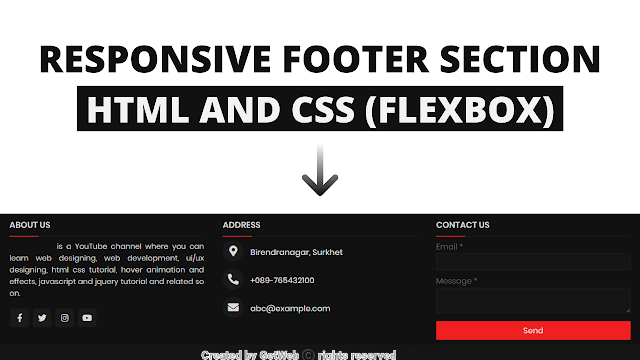 RESPONSIVE FOOTER SECTION
HTML AND CSS (FLEXBOX)
ABOUT US
is a YouTube channel where you can
learn web designing, web development, ui/ux
designing, html css tutorial, hover animation and
effects, javascript and jquery tutorial and related so
on.
ADDRESS
Birendranagar, Surkhet
+089-765432100
abc@example.com
CONTACT US
Email *
Message *
Send
Created by GetWeb © rights reserved